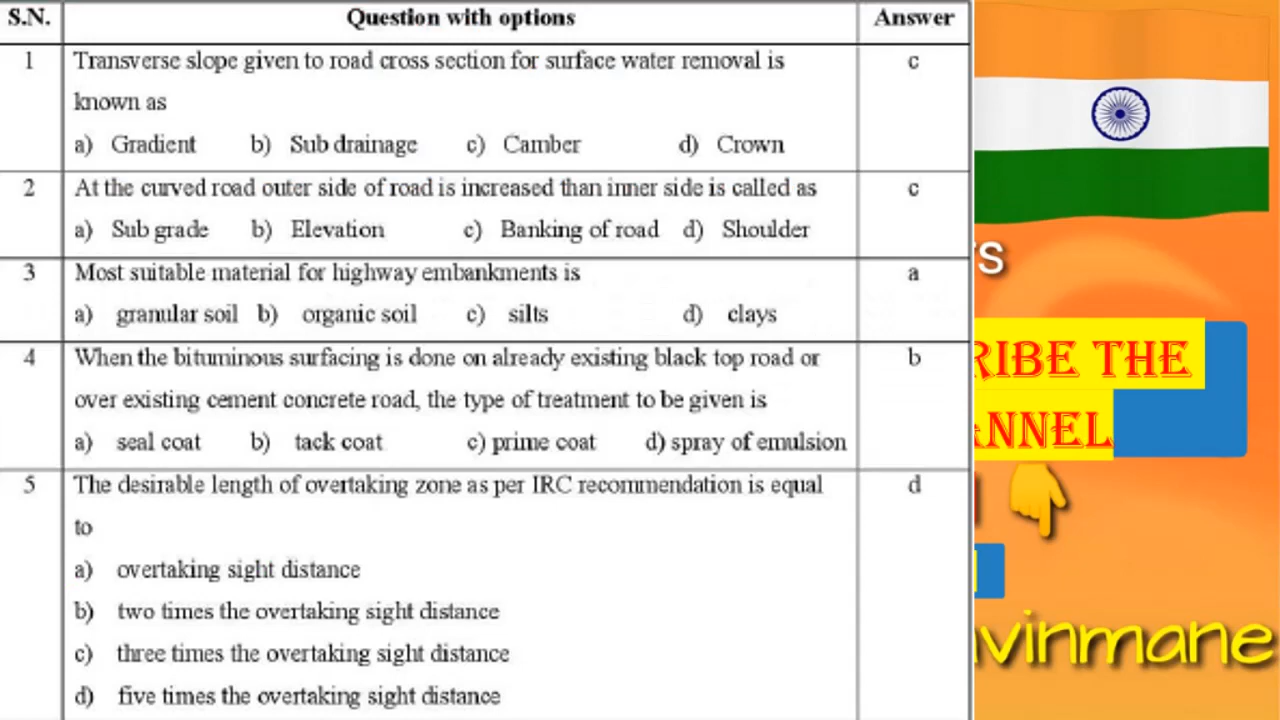 S.N. Question with options Answer
1 Transverse slope given to road cross section for surface water removal is c
known as
a) Gradient b) Sub drainage c) Camber d) Crown
2 At the curved road outer side of road is increased than inner side is called as c
a) Sub grade b) Elevation c) Banking of road d) Shoulder
3 Most suitable material for highway embankments is a
a) granular soil b) organic soil c) silts d) clays
4 When the bituminous surfacing is done on already existing black top road or b
over existing cement concrete road, the type of treatment to be given is
a) seal coat b) tack coat c) prime coat d) spray of emulsion
5 The desirable length of overtaking zone as per IRC recommendation is equal d
to
a) overtaking sight distance
b) two times the overtaking sight distance
c) three times the overtaking sight distance
d) five times the overtaking sight distance
RIBE THE
ANNEL
vinmane